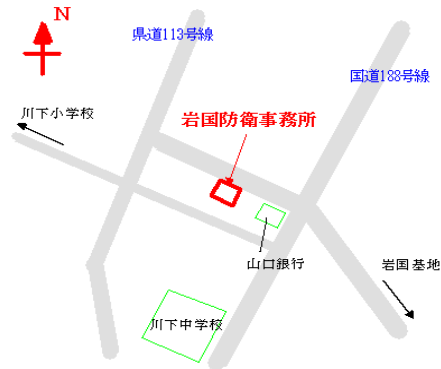 N
県道113号線
国道188号線
川下小学校
岩国防衛事務所
山口銀行
岩国基地
川下中学校